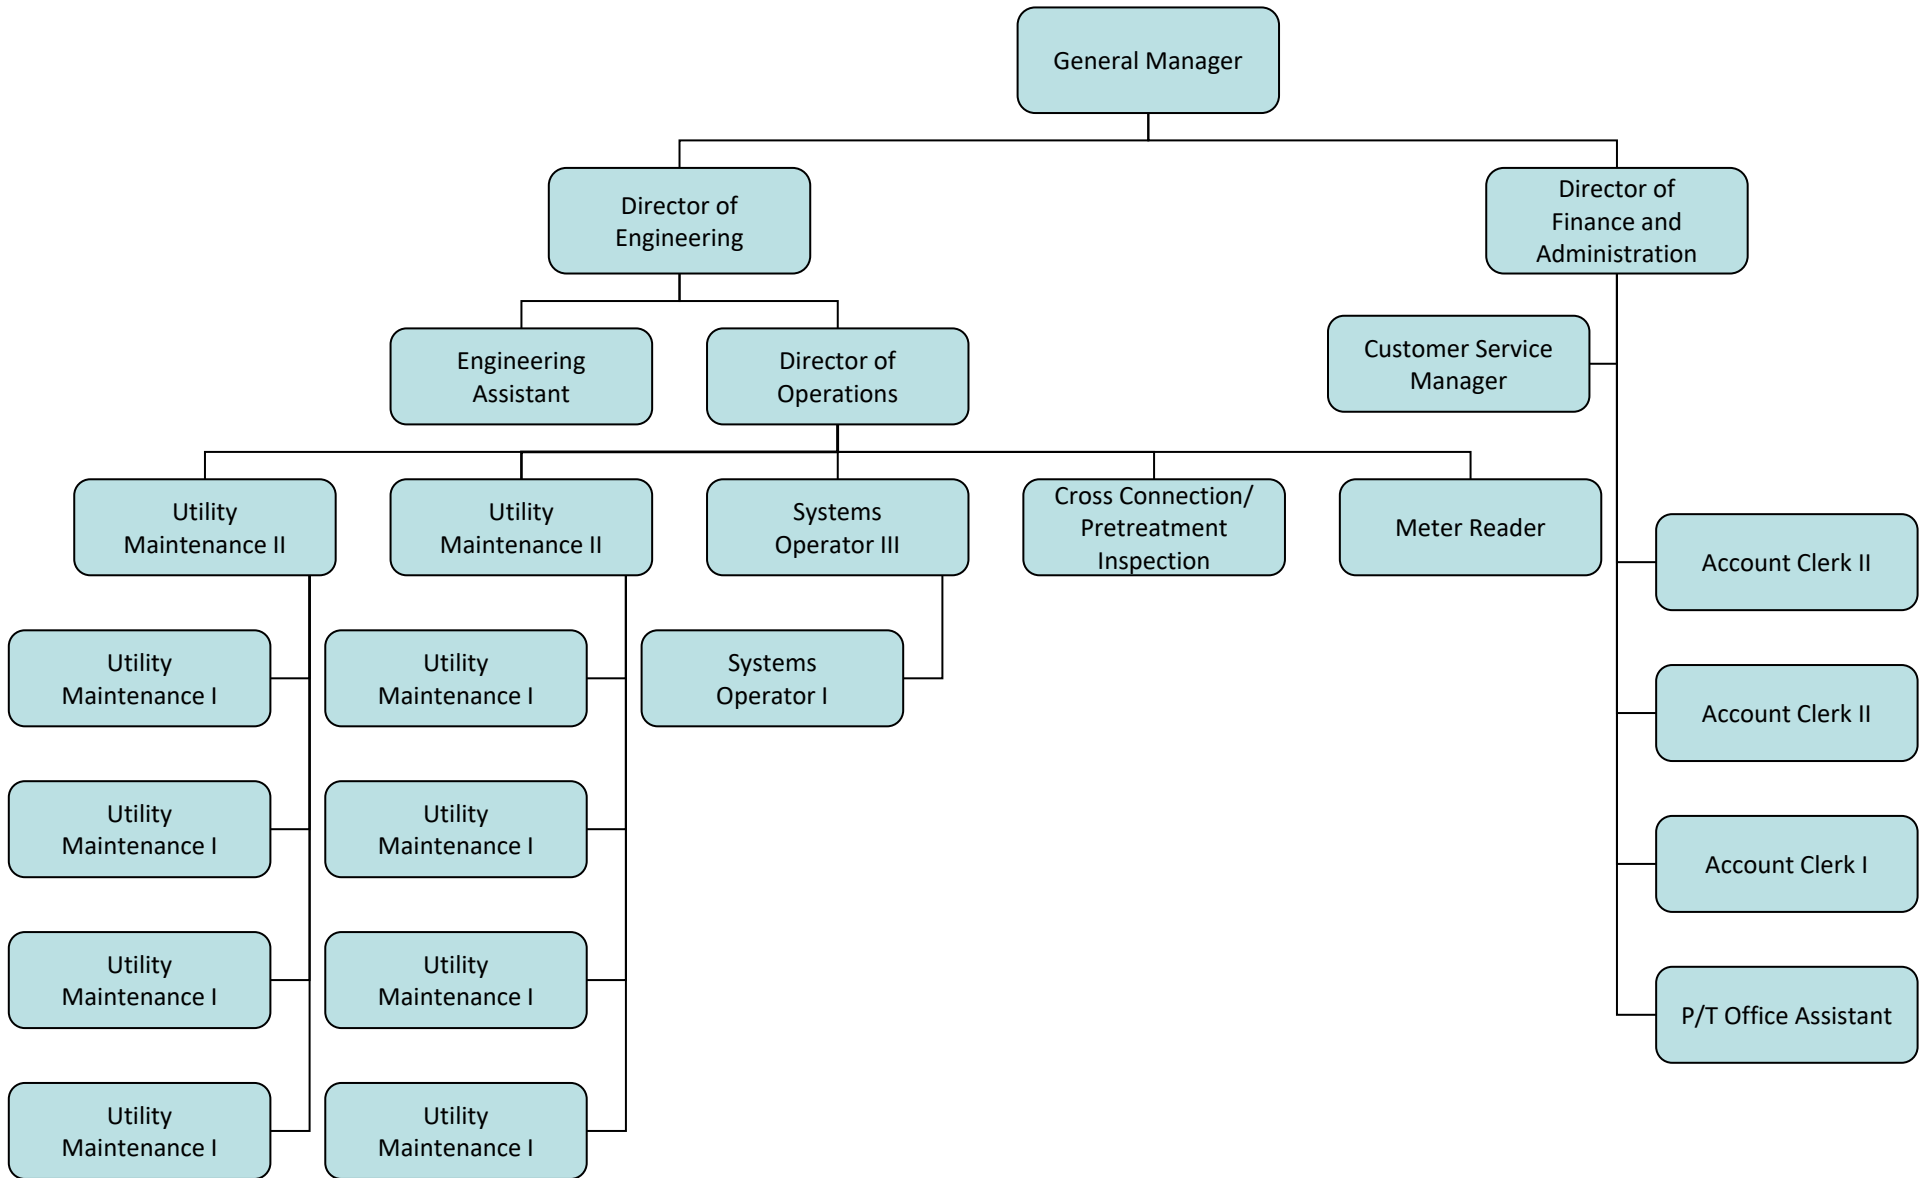 General Manager
Director of
Engineering
Director of
Finance and
Administration
Engineering
Assistant
Director of
Operations
Customer Service
Manager
Utility
Maintenance II
Utility
Maintenance II
Systems
Operator III
Cross Connection/
Pretreatment
Inspection
Meter Reader
Account Clerk II
Utility
Maintenance I
Utility
Maintenance I
Systems
Operator I
Account Clerk II
Utility
Maintenance I
Utility
Maintenance I
Account Clerk I
Utility
Maintenance I
Utility
Maintenance I
P/T Office Assistant
Utility
Maintenance I
Utility
Maintenance I